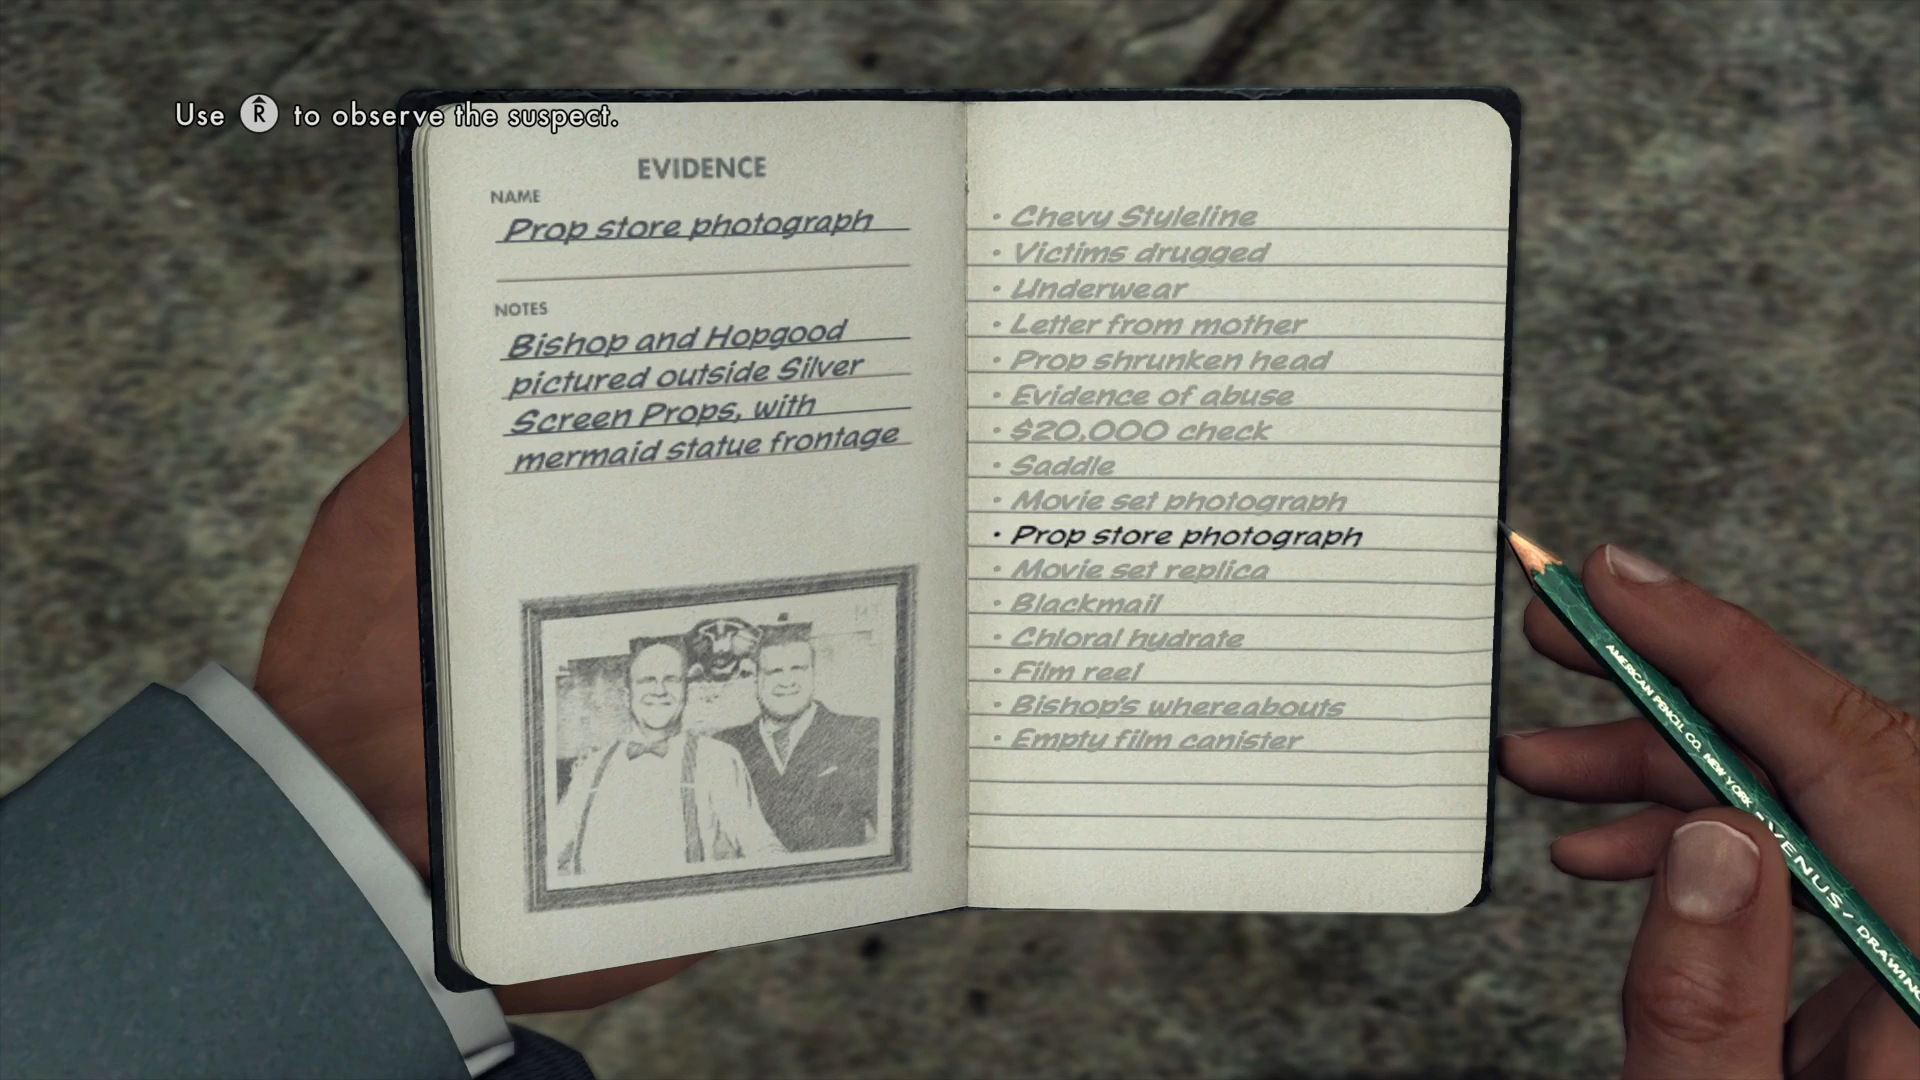 Use R to observe the suspect.
EVIDENCE
NAME
Prop store photograph
NOTES
Bishop and Hopgood
pictured outside Silver
Screen Props, with
mermaid statue frontage
• Chevy Styleline
• Victims drugged
• Underwear
• Letter from mother
• Prop shrunken head
• Evidence of abuse
• $20,000 check
• Saddle
• Movie set photograph
• Prop store photograph
• Movie set replica
• Blackmail
• Chloral hydrate
• Film reel
• Bishop's whereabouts
• Empty film canister
AMERICAN PENCIL CO. NEW YORK "VENUS" DRAWING